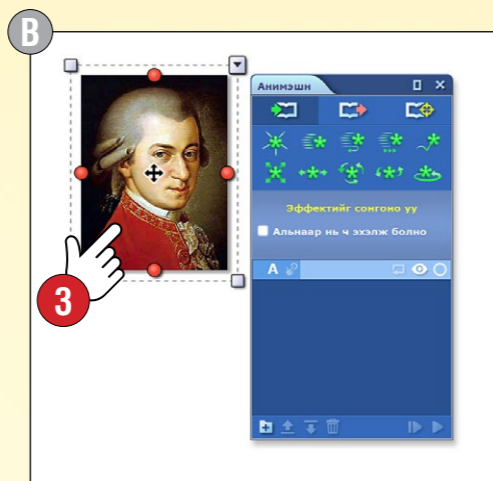 B
Анимэшн
Эффектийг сонгоно уу
Альнаар нь ч эхэлж болно
A
3